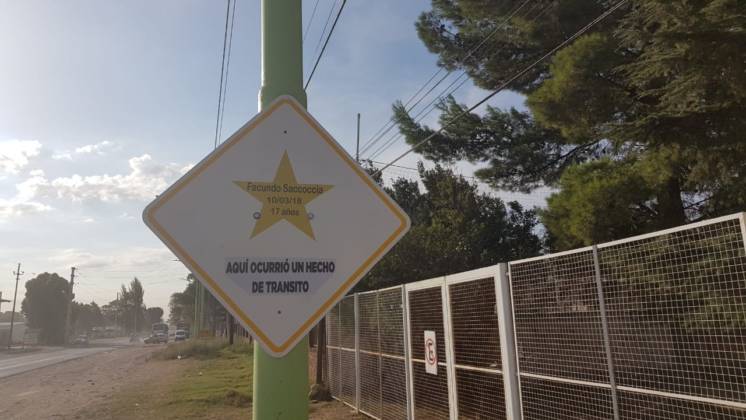 Facundo Saccoccia
10/03/18
17 años
AQUÍ OCURRIÓ UN HECHO
DE TRANSITO